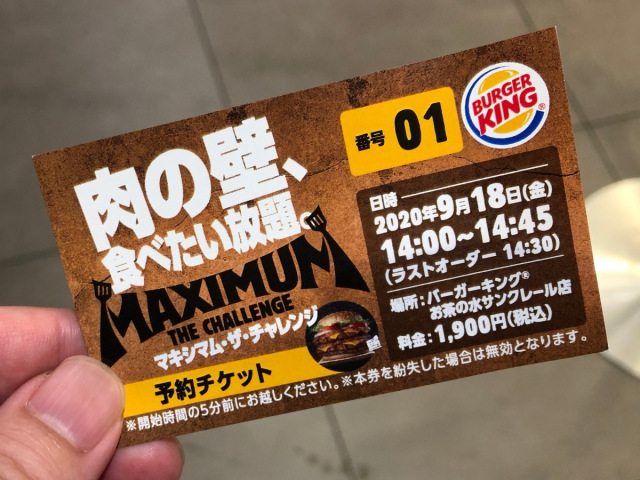 肉の壁、
食べたい放題。
MAXIMUM
THE CHALLENGE
マキシマム・ザ・チャレンジ
予約チケット
番号 01
BURGER
KING®
日時
2020年9月18日(金)
14:00~14:45
(ラストオーダー 14:30)
場所:バーガーキング®
お茶の水サンクレール店
料金:1,900円(税込)
※開始時間の5分前にお越しください。※本券を紛失した場合は無効となります。